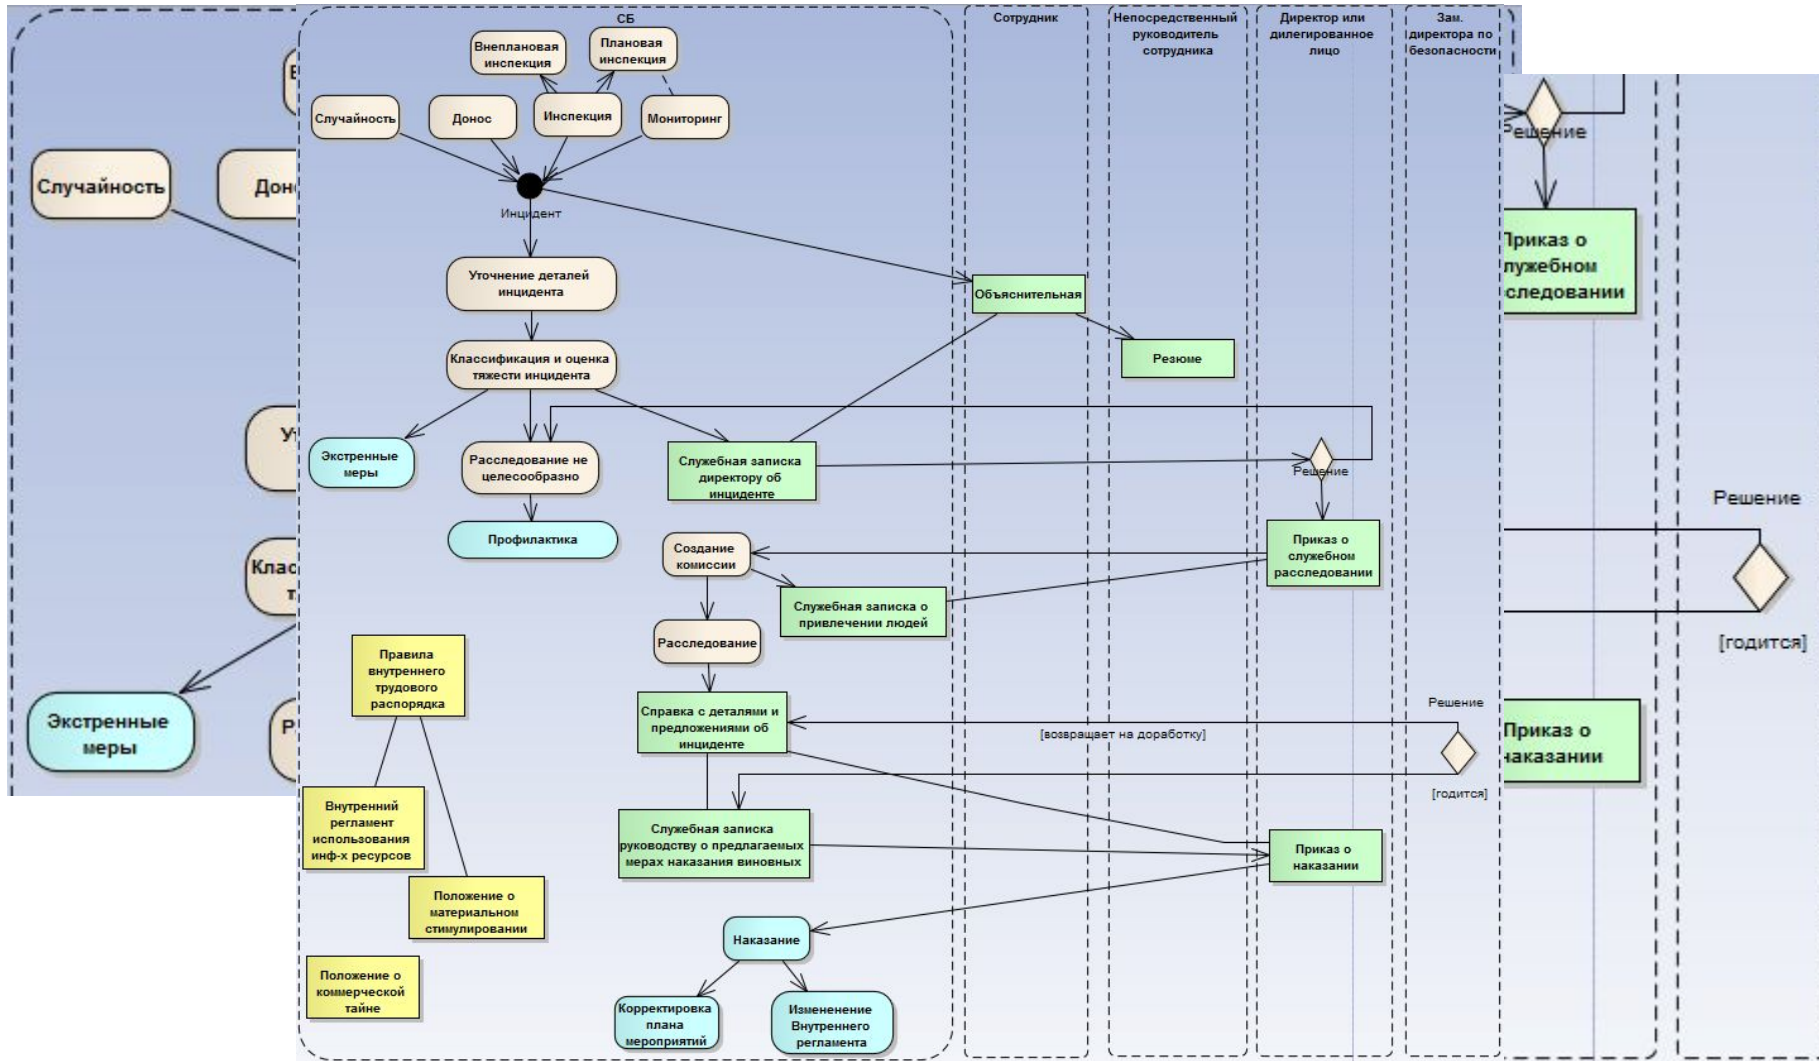 СБ
Сотрудник
Непосредственный
руководитель
сотрудника
Директор или
дилегированное
лицо
Зам.
директора по
безопасности
Внеплановая
инспекция
Плановая
инспекция
Случайность
Донос
Инспекция
Мониторинг
Инцидент
Уточнение деталей
инцидента
Объяснительная
Резюме
Классификация и оценка
тяжести инцидента
Экстренные
меры
Расследование не
целесообразно
Служебная записка
директору об
инциденте
Решение
Профилактика
Создание
комиссии
Приказ о
служебном
расследовании
Служебная записка о
привлечении людей
Расследование
Правила
внутреннего
трудового
распорядка
Справка с деталями и
предложениями об
инциденте
Решение
[возвращает на доработку]
[годится]
Внутренний
регламент
использования
инф-х ресурсов
Служебная записка
руководству о предлагаемых
мерах наказания виновных
Приказ о
наказании
Положение о
материальном
стимулировании
Наказание
Положение о
коммерческой
тайне
Корректировка
плана
мероприятий
Измененение
Внутреннего
регламента
Случайность
Экстренные
меры
Решение
Приказ о
Решение
[годится]
Приказ о